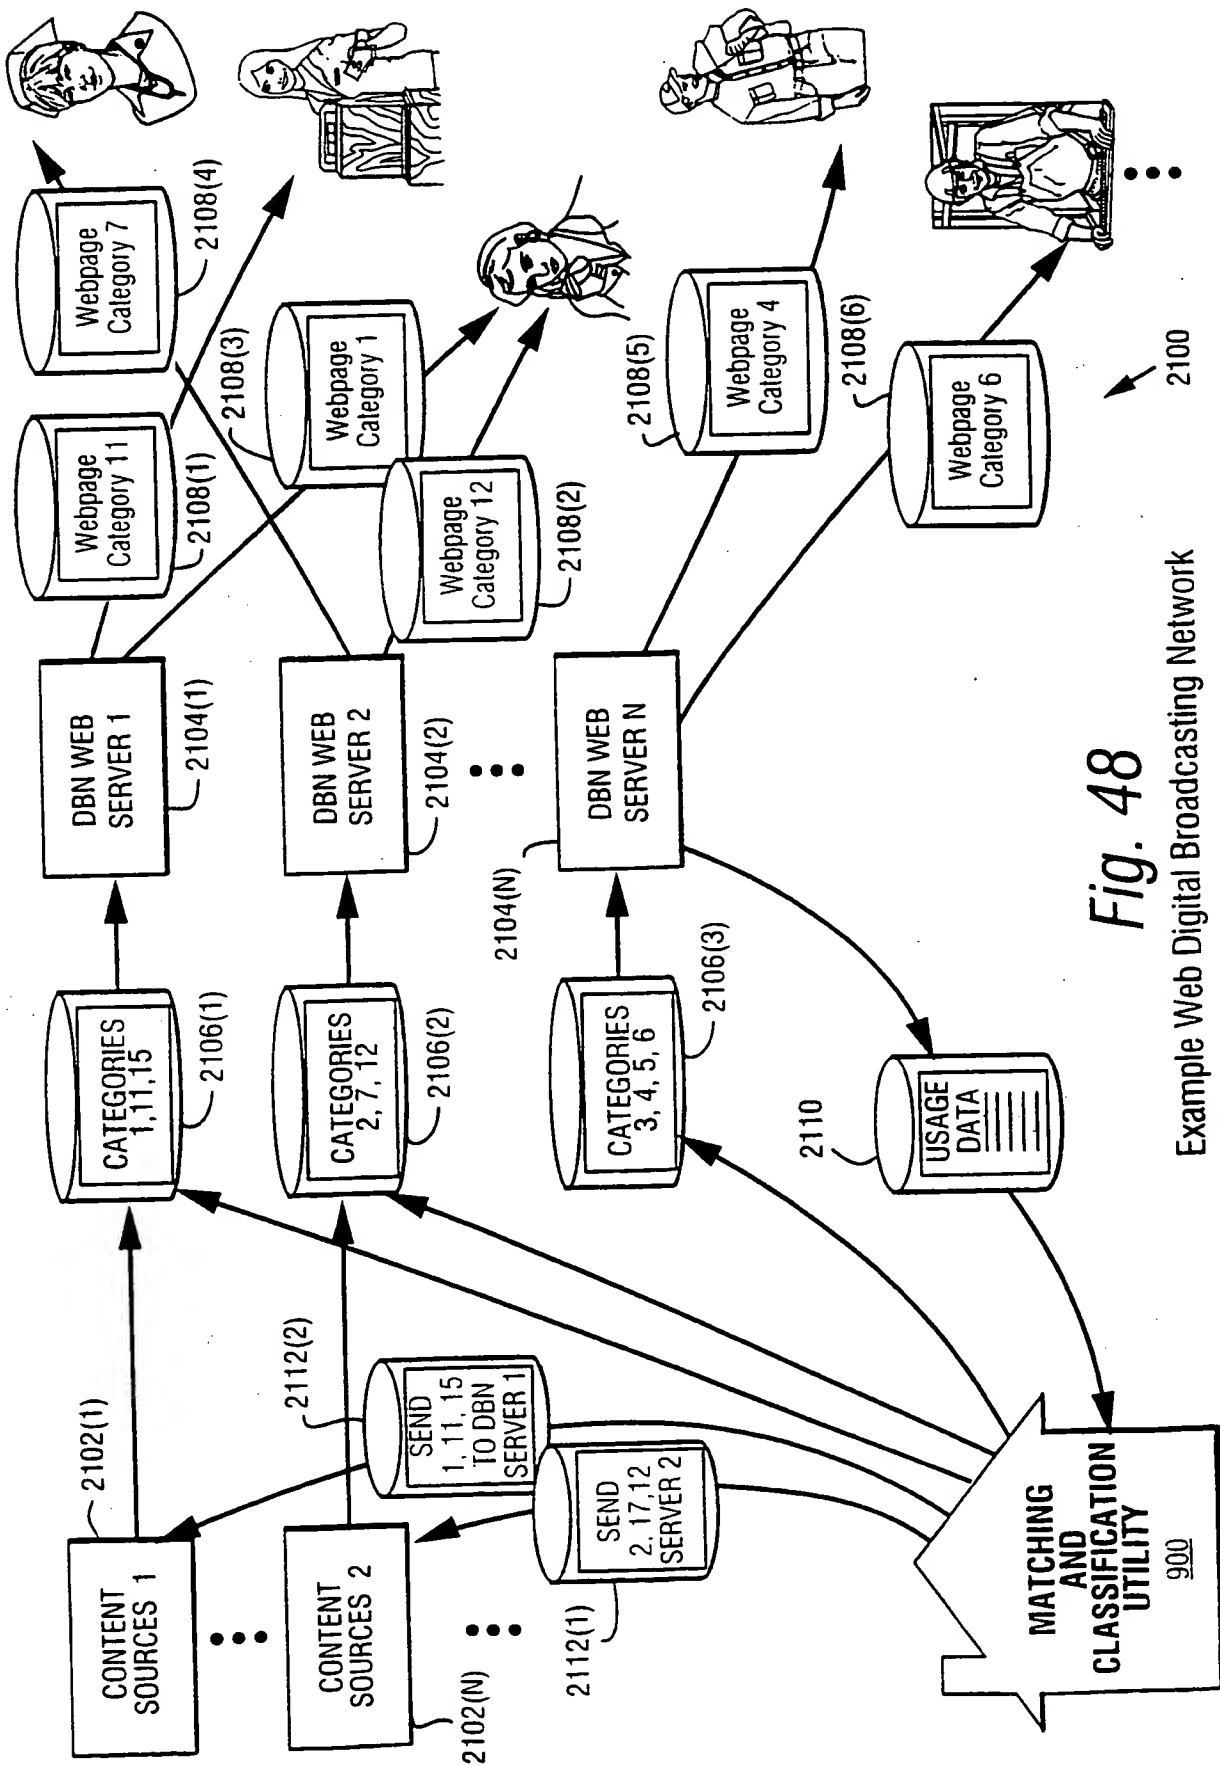 CONTENT
SOURCES 1
2102(1)
CONTENT
SOURCES 2
2102(N)
SEND
1, 11, 15
TO DBN
SERVER 1
2112(2)
SEND
2, 17, 12
SERVER 2
2112(1)
MATCHING
AND
CLASSIFICATION
UTILITY
900
CATEGORIES
1, 11, 15
2106(1)
CATEGORIES
2, 7, 12
2106(2)
CATEGORIES
3, 4, 5, 6
2106(3)
USAGE
DATA
2110
DBN WEB
SERVER 1
2104(1)
DBN WEB
SERVER 2
2104(2)
DBN WEB
SERVER N
2104(N)
Webpage
Category 11
2108(1)
Webpage
Category 7
2108(4)
Webpage
Category 1
2108(3)
Webpage
Category 12
2108(2)
Webpage
Category 4
2108(5)
Webpage
Category 6
2108(6)
2100
Fig. 48
Example Web Digital Broadcasting Network